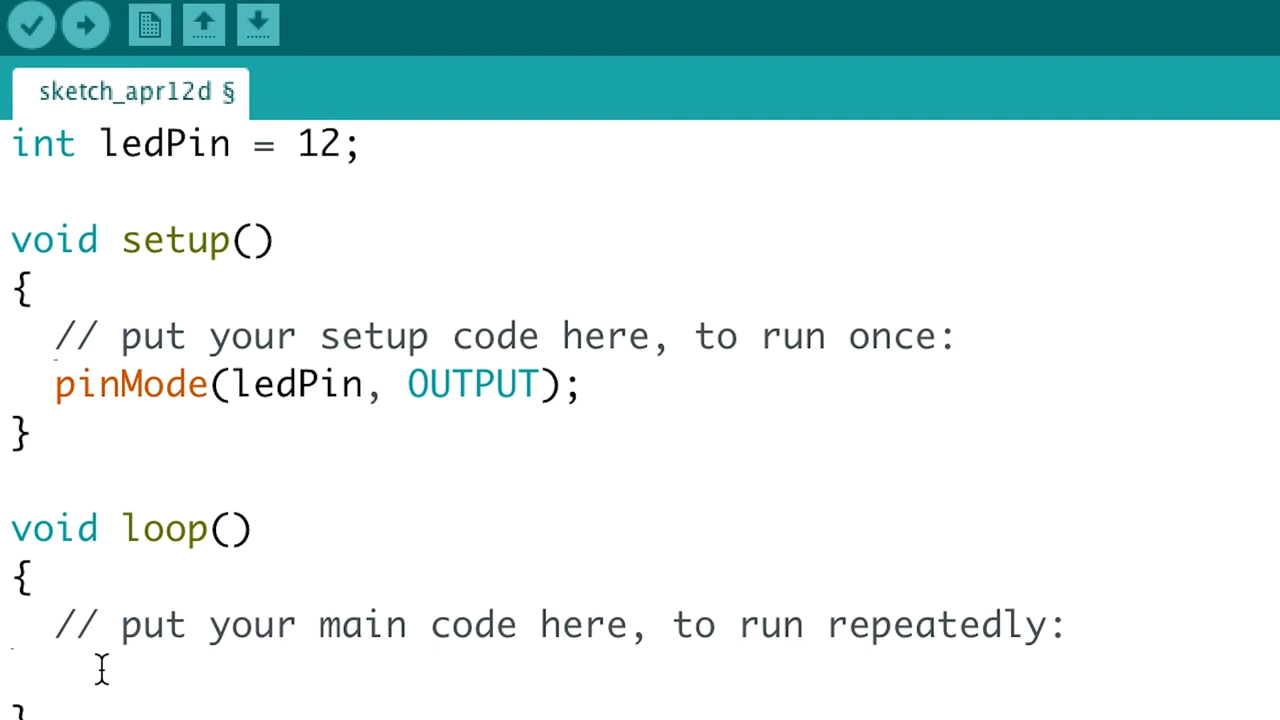 sketch_apr12d §
int ledPin = 12;
void setup()
{
// put your setup code here, to run once:
pinMode(ledPin, OUTPUT);
}
void loop()
{
// put your main code here, to run repeatedly:
}